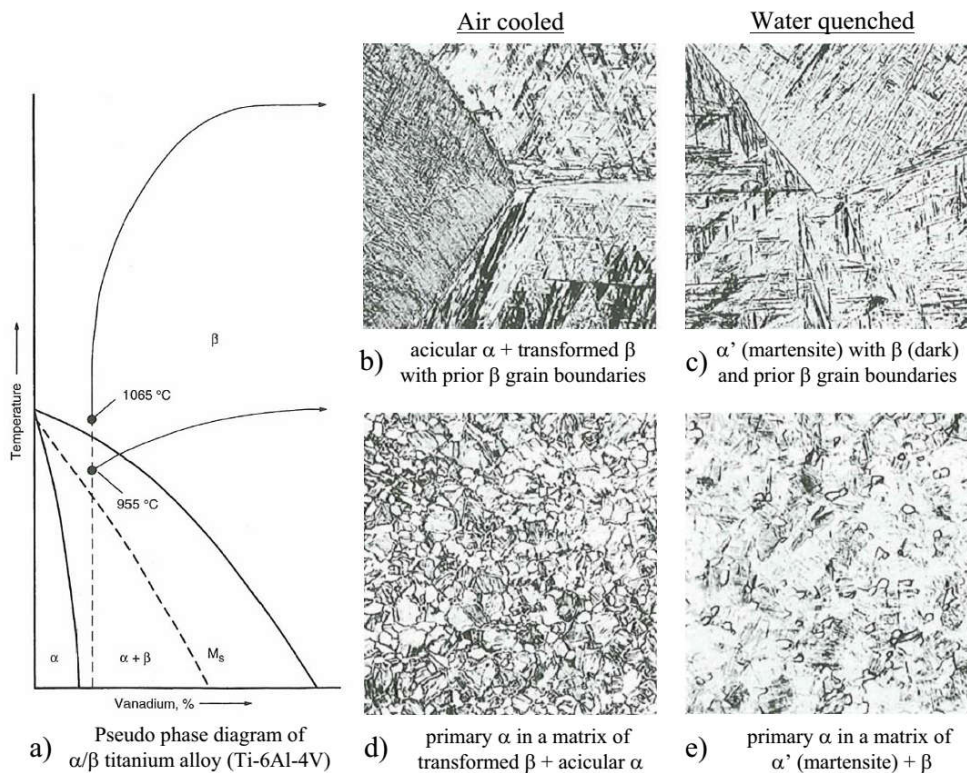 Air cooled
Water quenched
Temperature
β
1065 °C
955 °C
α
α + β
Ms
Vanadium, %
a) Pseudo phase diagram of
α/β titanium alloy (Ti-6Al-4V)
b) acicular α + transformed β
with prior β grain boundaries
c) α’ (martensite) with β (dark)
and prior β grain boundaries
d) primary α in a matrix of
transformed β + acicular α
e) primary α in a matrix of
α’ (martensite) + β